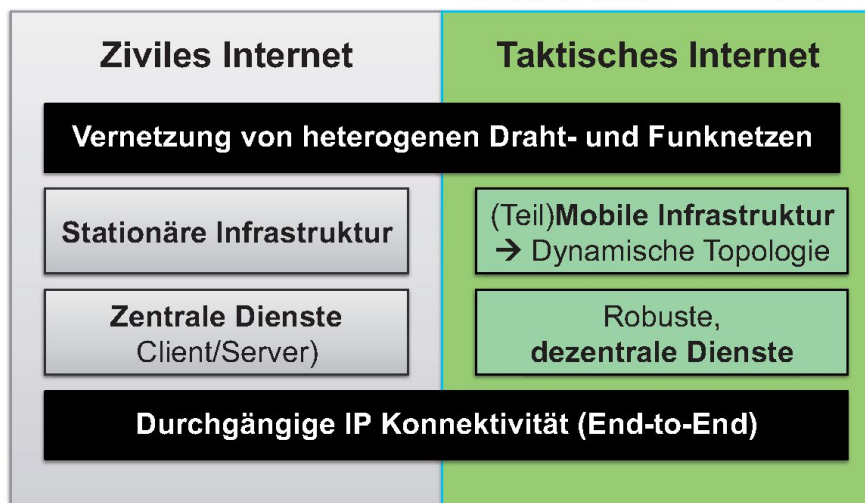 Ziviles Internet
Taktisches Internet
Vernetzung von heterogenen Draht- und Funknetzen
Stationäre Infrastruktur
(Teil)Mobile Infrastruktur
→ Dynamische Topologie
Zentrale Dienste
Client/Server)
Robuste,
dezentrale Dienste
Durchgängige IP Konnektivität (End-to-End)